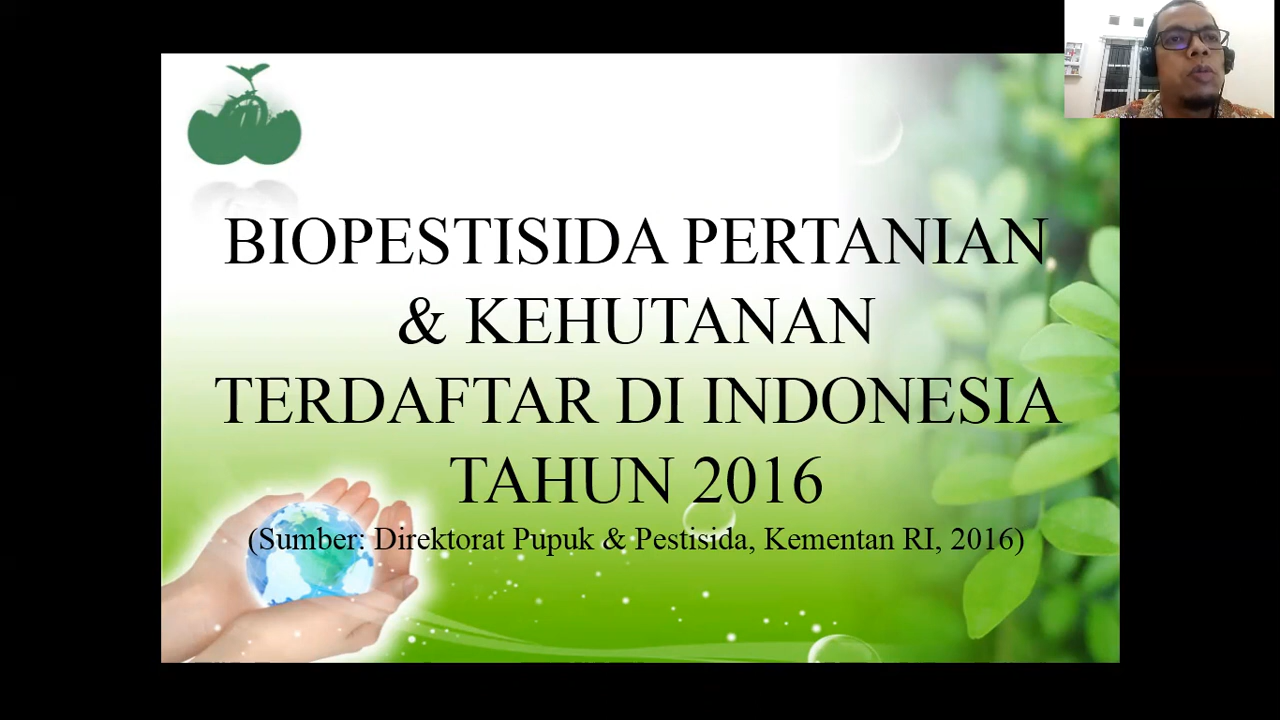 BIOPESTISIDA PERTANIAN
& KEHUTANAN
TERDAFTAR DI INDONESIA
TAHUN 2016
(Sumber: Direktorat Pupuk & Pestisida, Kementan RI, 2016)